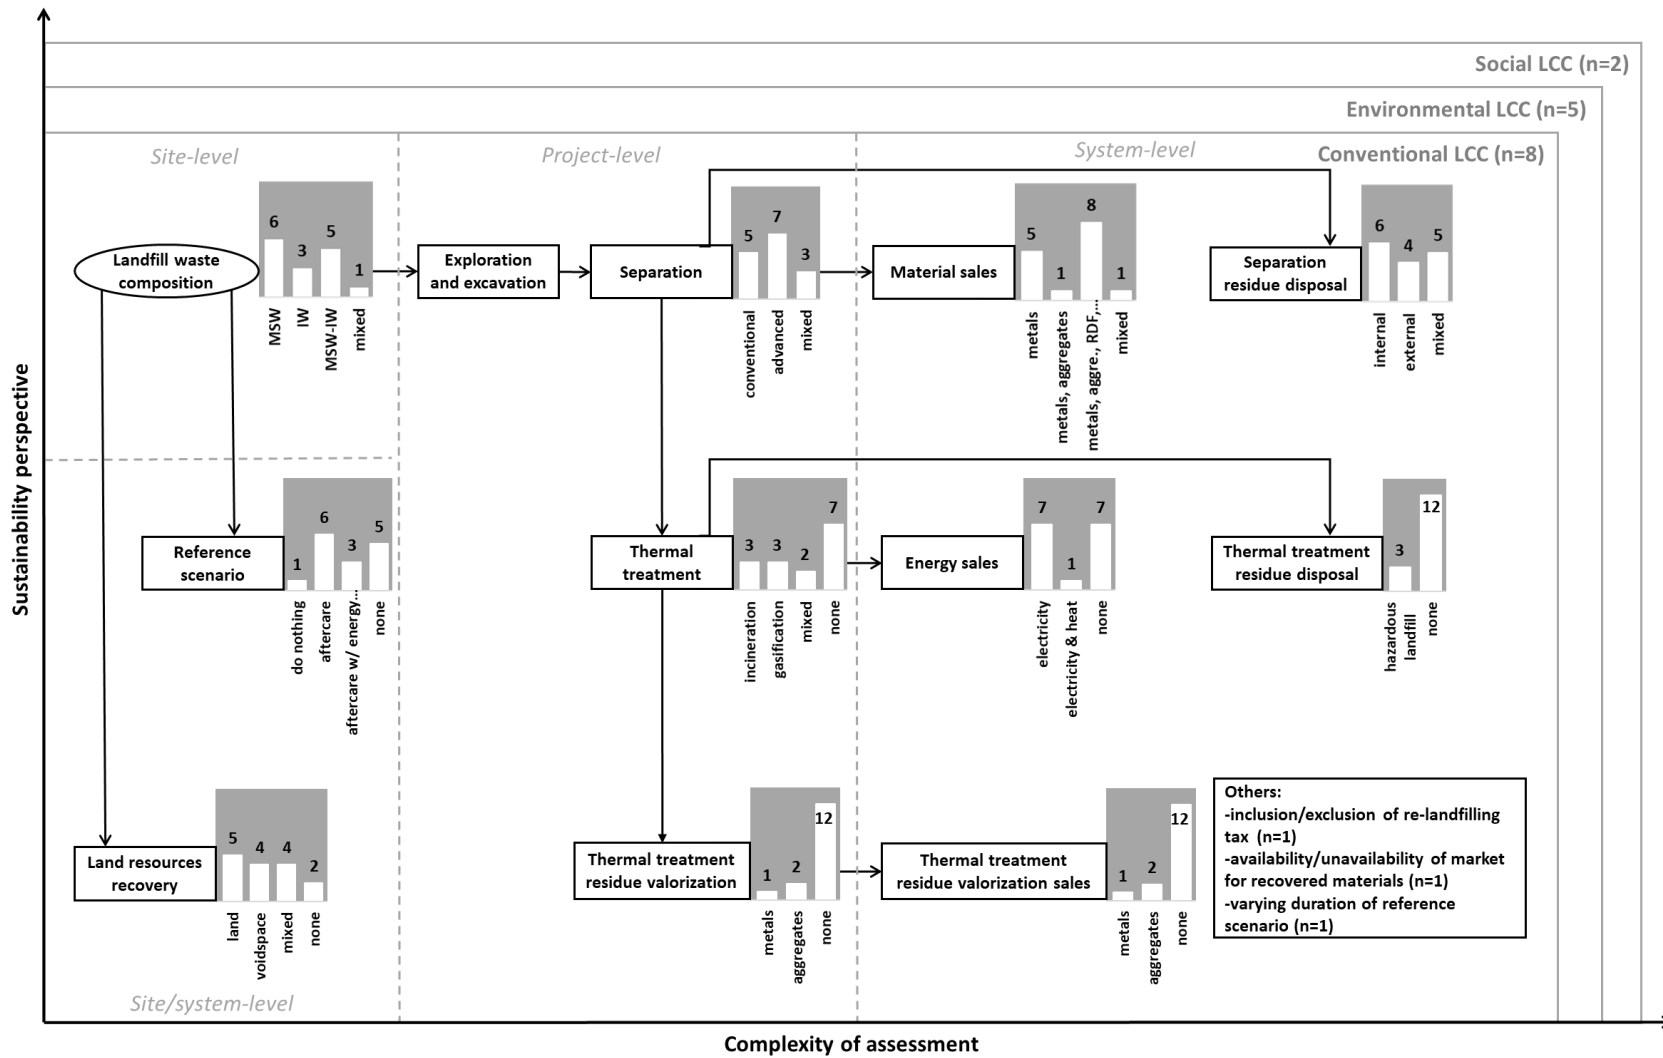 Social LCC (n=2)
Environmental LCC (n=5)
Conventional LCC (n=8)
Site-level
Project-level
System-level
Landfill waste
composition
6
3
5
1
MSW
IW
MSW-IW
mixed
Exploration
and excavation
Separation
5
7
3
conventional
advanced
mixed
Material sales
5
1
8
1
metals
metals, aggregates
metals, aggre., RDF,...
mixed
Separation
residue disposal
6
4
5
internal
external
mixed
Reference
scenario
1
6
3
5
do nothing
aftercare
aftercare w/ energy...
none
Thermal
treatment
3
3
2
7
incineration
gasification
mixed
none
Energy sales
7
1
7
electricity
electricity & heat
none
Thermal treatment
residue disposal
3
12
hazardous
landfill
none
Land resources
recovery
5
4
4
2
land
voidspace
mixed
none
Thermal treatment
residue valorization
1
2
12
metals
aggregates
none
Thermal treatment
residue valorization sales
1
2
12
metals
aggregates
none
Others:
-inclusion/exclusion of re-landfilling
tax (n=1)
-availability/unavailability of market
for recovered materials (n=1)
-varying duration of reference
scenario (n=1)
Site/system-level
Sustainability perspective
Complexity of assessment